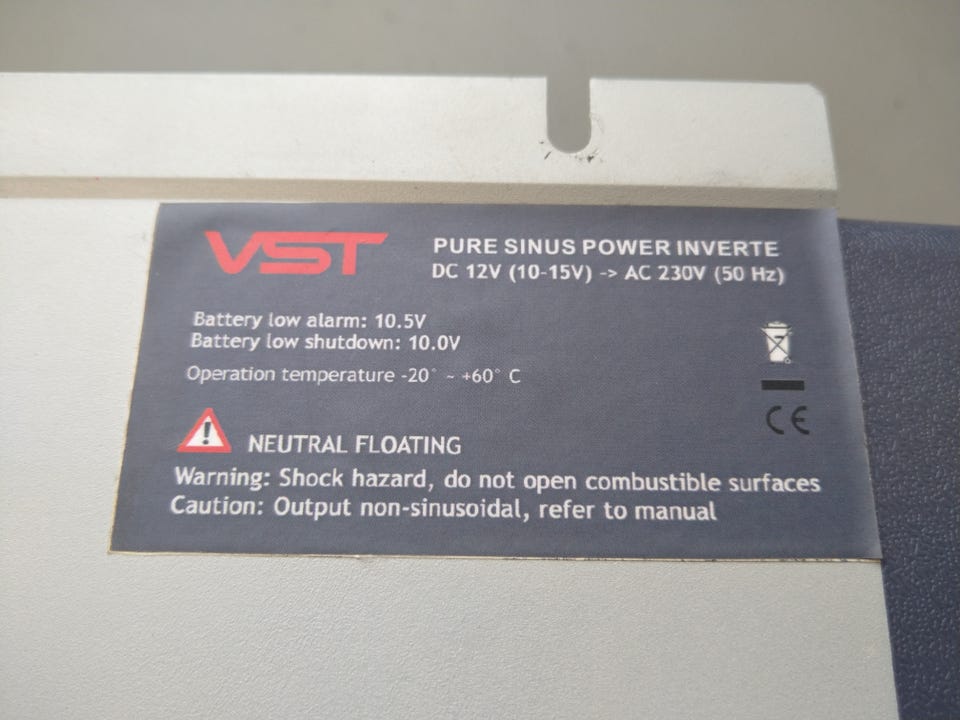 VST
PURE SINUS POWER INVERTE
DC 12V (10-15V) -> AC 230V (50 Hz)
Battery low alarm: 10.5V
Battery low shutdown: 10.0V
Operation temperature -20° ~ +60° C
NEUTRAL FLOATING
Warning: Shock hazard, do not open combustible surfaces
Caution: Output non-sinusoidal, refer to manual
CE